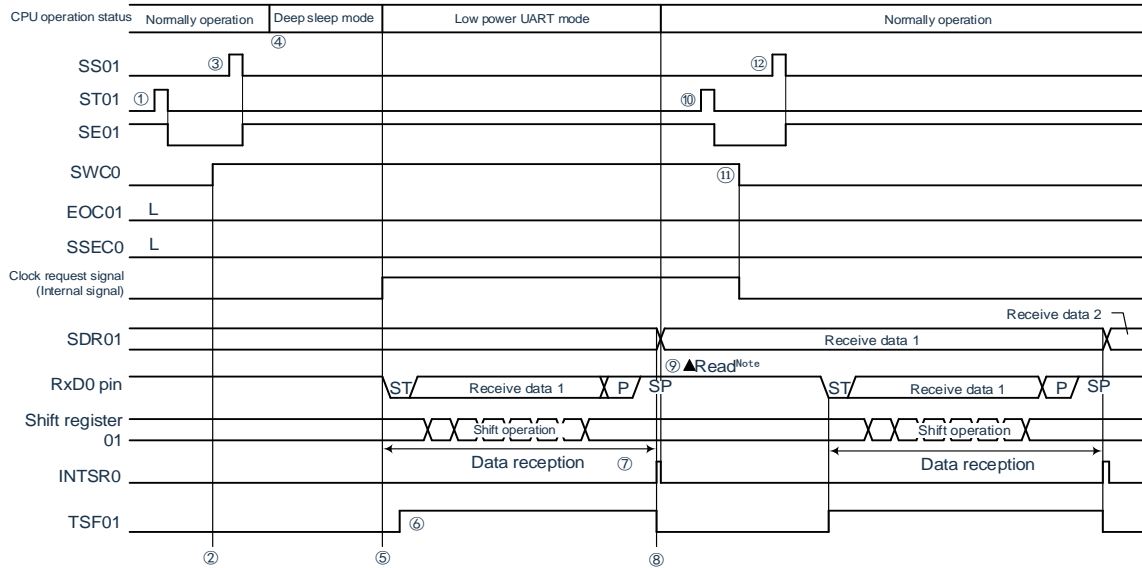 CPU operation status Normally operation Deep sleep mode Low power UART mode Normally operation
④
SS01 ③ ⑫
ST01 ① ⑩
SE01
SWC0 ⑪
EOC01 L
SSEC0 L
Clock request signal
(Internal signal)
Receive data 2
SDR01 Receive data 1
⑨ ▲Read Note
RxD0 pin ST Receive data 1 P SP ST Receive data 1 P SP
Shift register
01 Shift operation Shift operation
Data reception ⑦ Data reception
INTSR0
TSF01 ⑥
② ⑤ ⑧